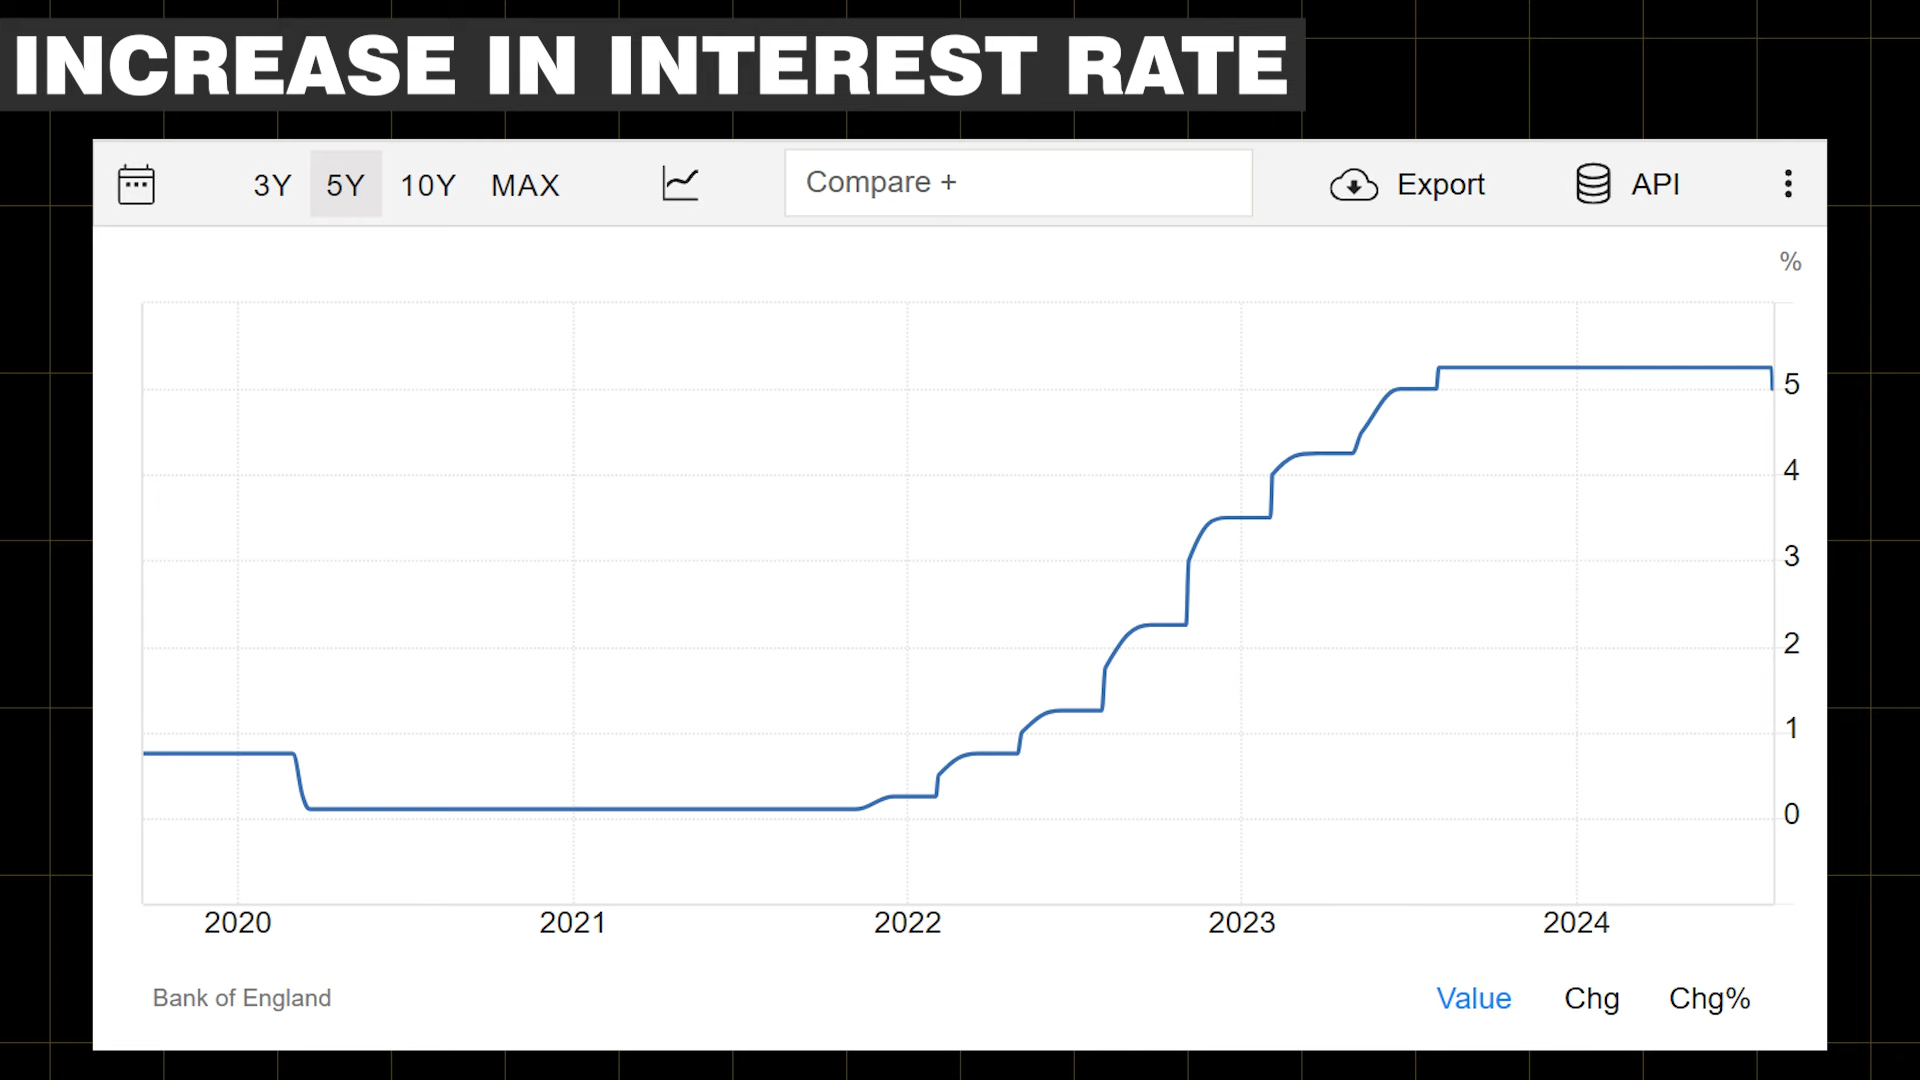 INCREASE IN INTEREST RATE
3Y 5Y 10Y MAX Compare + Export API
%
5
4
3
2
1
0
2020 2021 2022 2023 2024
Bank of England Value Chg Chg%